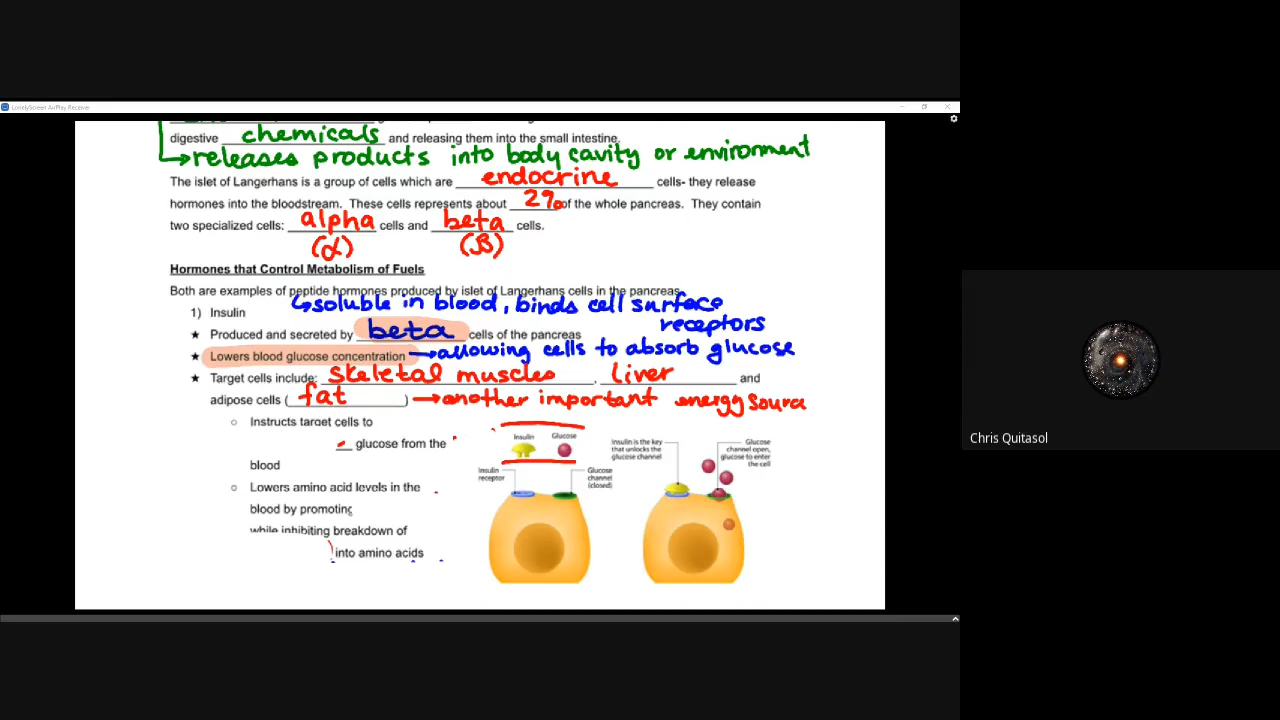 LonelyScreen AirPlay Receiver
digestive chemicals and releasing them into the small intestine.
→releases products into body cavity or environment
The islet of Langerhans is a group of cells which are endocrine cells- they release
hormones into the bloodstream. These cells represents about 2% of the whole pancreas. They contain
two specialized cells: alpha cells and beta cells.
(α) (β)
Hormones that Control Metabolism of Fuels
Both are examples of peptide hormones produced by islet of Langerhans cells in the pancreas
↳soluble in blood, binds cell surface receptors
1) Insulin
★ Produced and secreted by beta cells of the pancreas
★ Lowers blood glucose concentration →allowing cells to absorb glucose
★ Target cells include: skeletal muscles, liver and
adipose cells (fat) →another important energy source
○ Instructs target cells to
glucose from the
blood
○ Lowers amino acid levels in the
blood by promoting
while inhibiting breakdown of
into amino acids
Insulin Glucose
Insulin receptor
Glucose channel (closed)
Insulin is the key
that unlocks the
glucose channel
Glucose
channel open,
glucose to enter
the cell
Chris Quitasol